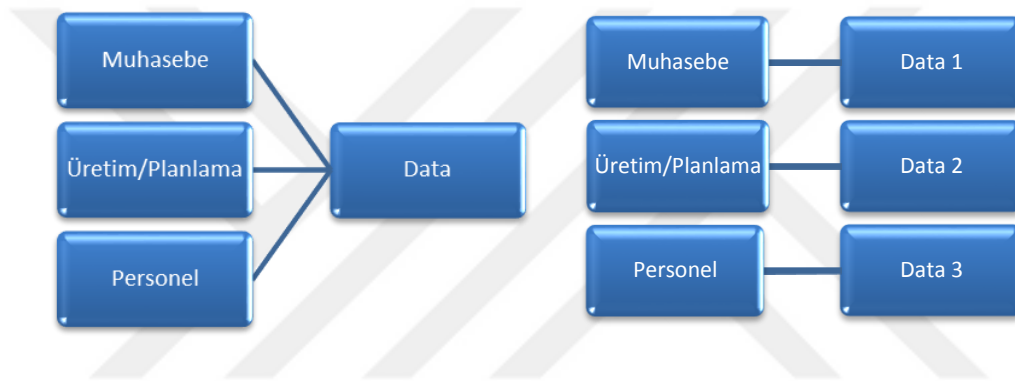 Muhasebe
Üretim/Planlama
Personel
Data
Muhasebe
Data 1
Üretim/Planlama
Data 2
Personel
Data 3